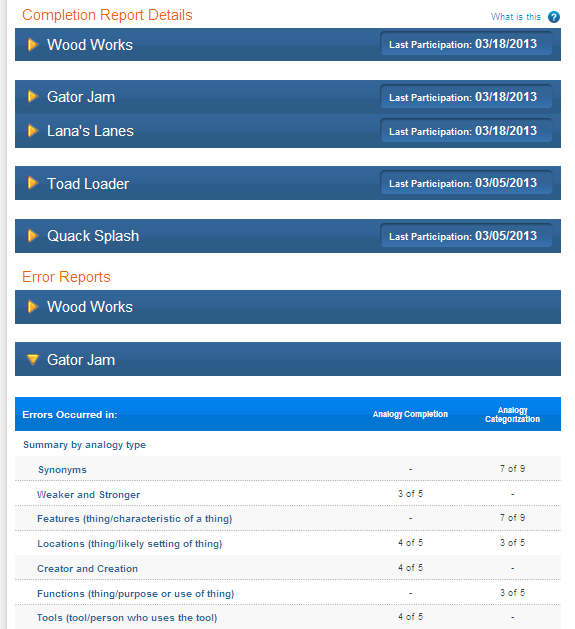 Completion Report Details
What is this ?
Wood Works Last Participation: 03/18/2013
Gator Jam Last Participation: 03/18/2013
Lana's Lanes Last Participation: 03/18/2013
Toad Loader Last Participation: 03/05/2013
Quack Splash Last Participation: 03/05/2013
Error Reports
Wood Works
Gator Jam
Errors Occurred in: Analogy Completion Analogy Categorization
Summary by analogy type
Synonyms - 7 of 9
Weaker and Stronger 3 of 5 -
Features (thing/characteristic of a thing) - 7 of 9
Locations (thing/likely setting of thing) 4 of 5 3 of 5
Creator and Creation 4 of 5 -
Functions (thing/purpose or use of thing) - 3 of 5
Tools (tool/person who uses the tool) 4 of 5 -